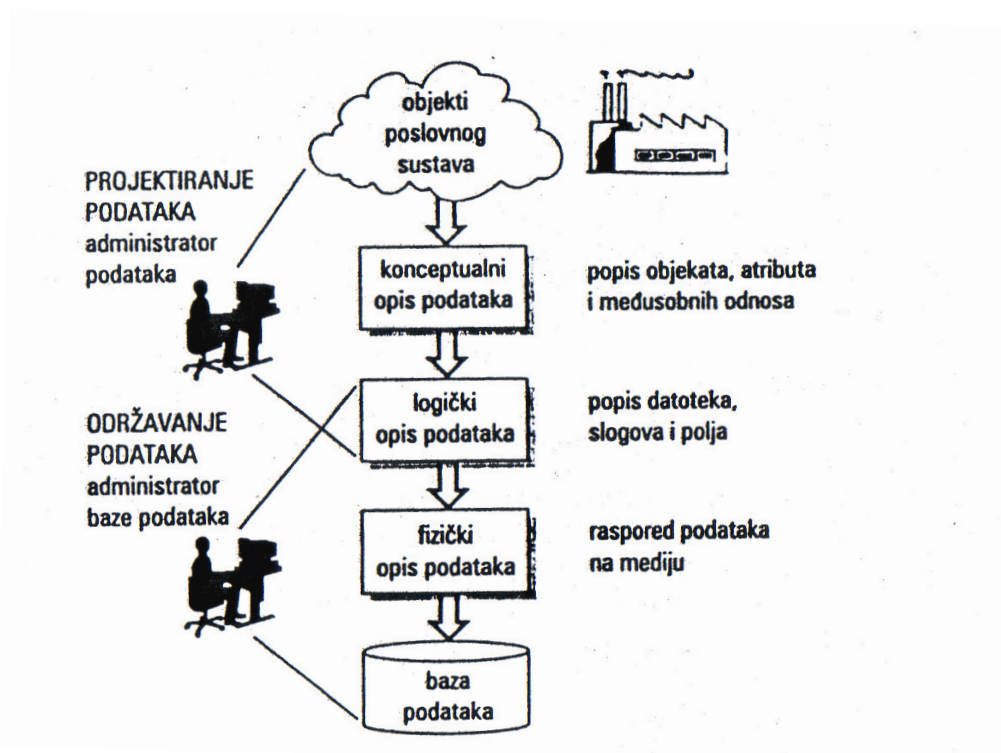 objekti
poslovnog
sustava
PROJEKTIRANJE
PODATAKA
administrator
podataka
konceptualni
opis podataka
popis objekata, atributa
i međusobnih odnosa
logički
opis podataka
popis datoteka,
slogova i polja
ODRŽAVANJE
PODATAKA
administrator
baze podataka
fizički
opis podataka
raspored podataka
na mediju
baza
podataka